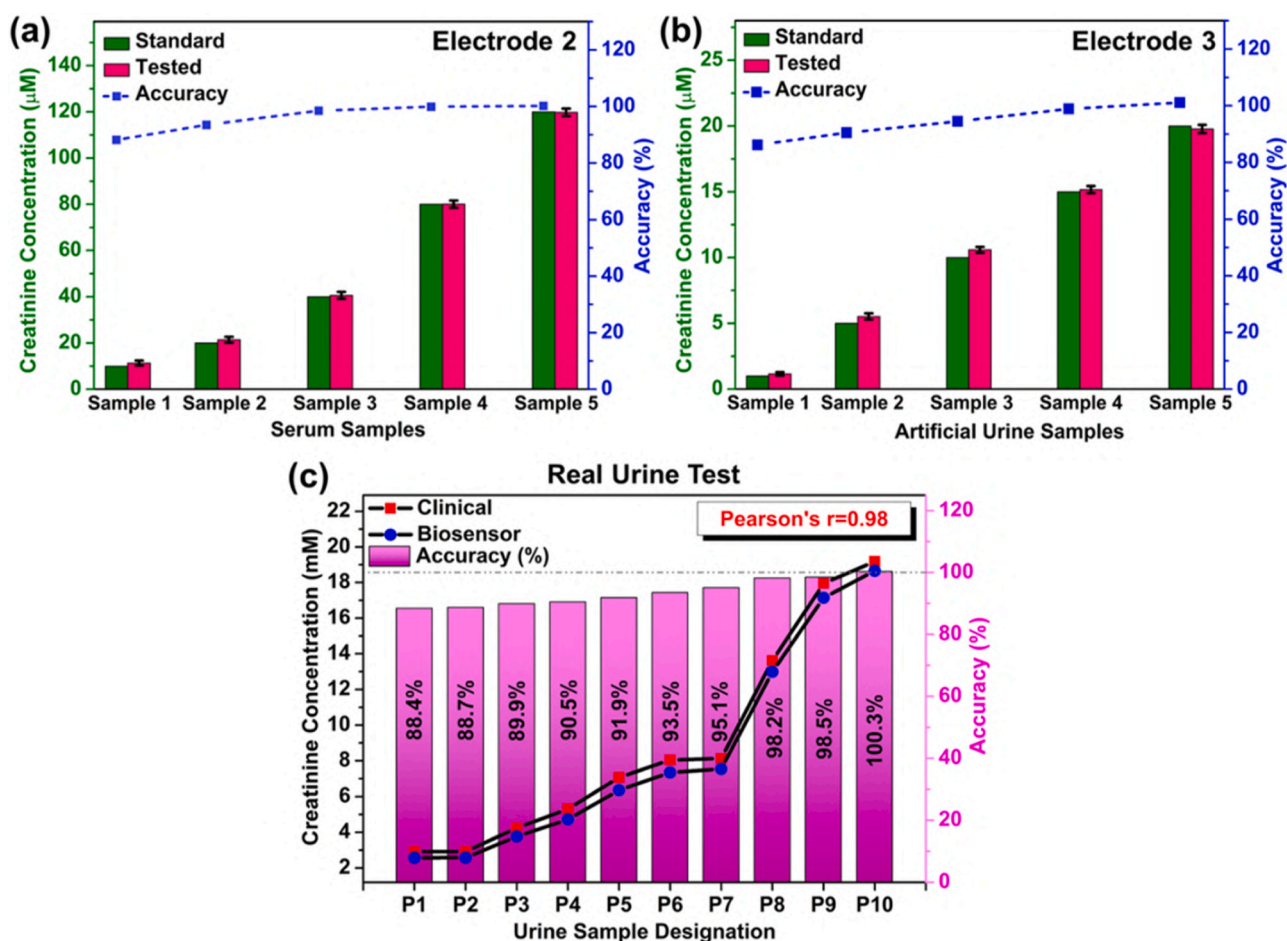 (a)
Standard
Tested
Accuracy
Electrode 2
Creatinine Concentration (μM)
140
120
100
80
60
40
20
0
Accuracy (%)
120
100
80
60
40
20
0
Sample 1 Sample 2 Sample 3 Sample 4 Sample 5
Serum Samples
(b)
Standard
Tested
Accuracy
Electrode 3
Creatinine Concentration (μM)
25
20
15
10
5
0
Accuracy (%)
120
100
80
60
40
20
0
Sample 1 Sample 2 Sample 3 Sample 4 Sample 5
Artificial Urine Samples
(c)
Real Urine Test
Clinical
Biosensor
Accuracy (%)
Pearson's r=0.98
Creatinine Concentration (mM)
22
20
18
16
14
12
10
8
6
4
2
88.4% 88.7% 89.9% 90.5% 91.9% 93.5% 95.1% 98.2% 98.5% 100.3%
Accuracy (%)
120
100
80
60
40
20
0
P1 P2 P3 P4 P5 P6 P7 P8 P9 P10
Urine Sample Designation